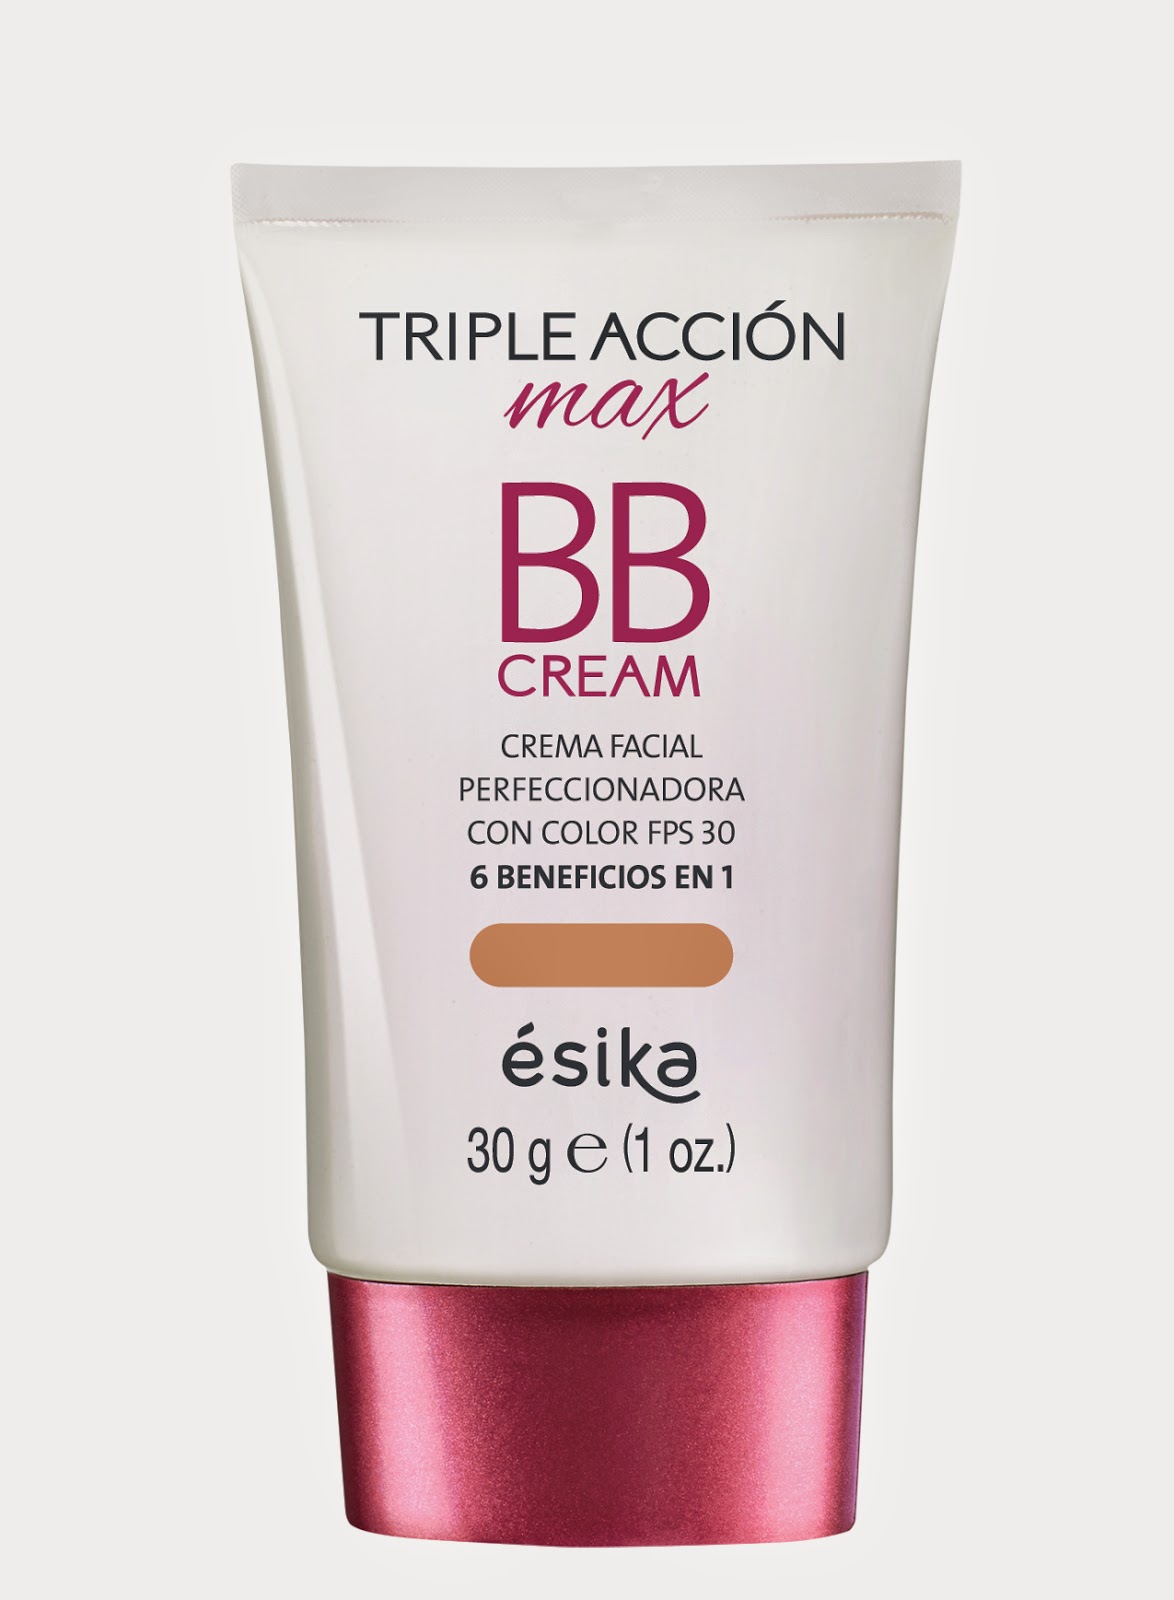 TRIPLE ACCIÓN
max
BB
CREAM
CREMA FACIAL
PERFECCIONADORA
CON COLOR FPS 30
6 BENEFICIOS EN 1
ésika
30 g ℮ (1 oz.)